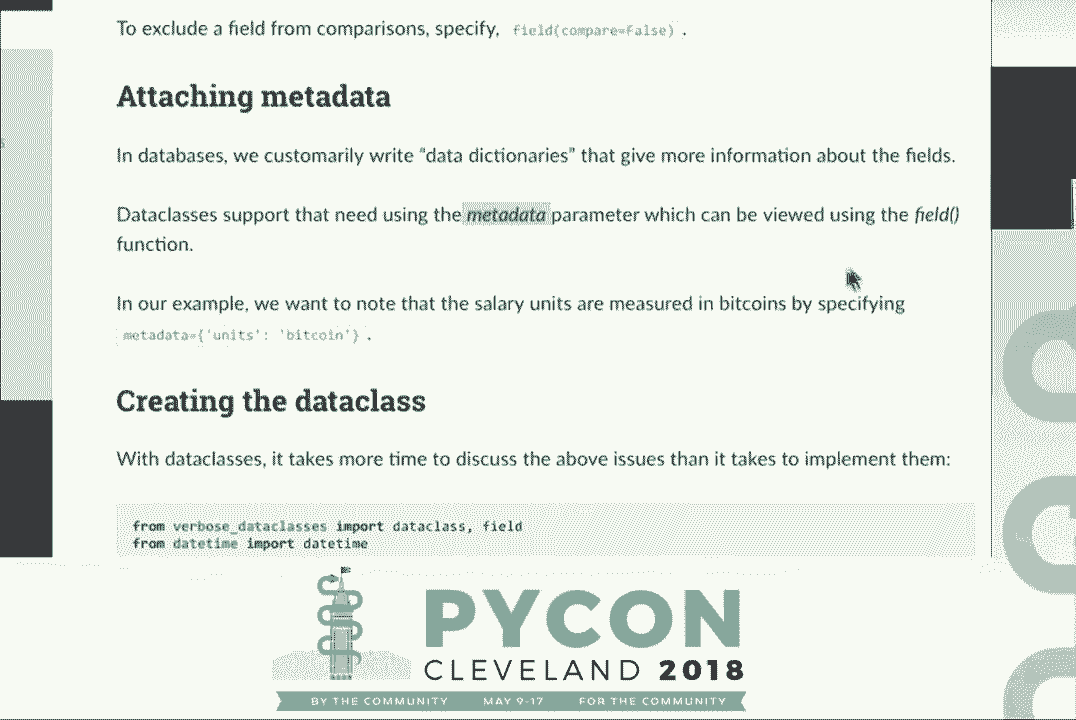 To exclude a field from comparisons, specify, field(compare=False) .
Attaching metadata
In databases, we customarily write “data dictionaries” that give more information about the fields.
Dataclasses support that need using the metadata parameter which can be viewed using the field()
function.
In our example, we want to note that the salary units are measured in bitcoins by specifying
metadata={'units': 'bitcoin'} .
Creating the dataclass
With dataclasses, it takes more time to discuss the above issues than it takes to implement them:
from verbose_dataclasses import dataclass, field
from datetime import datetime
PYCON
CLEVELAND 2018
BY THE COMMUNITY MAY 9-17 FOR THE COMMUNITY